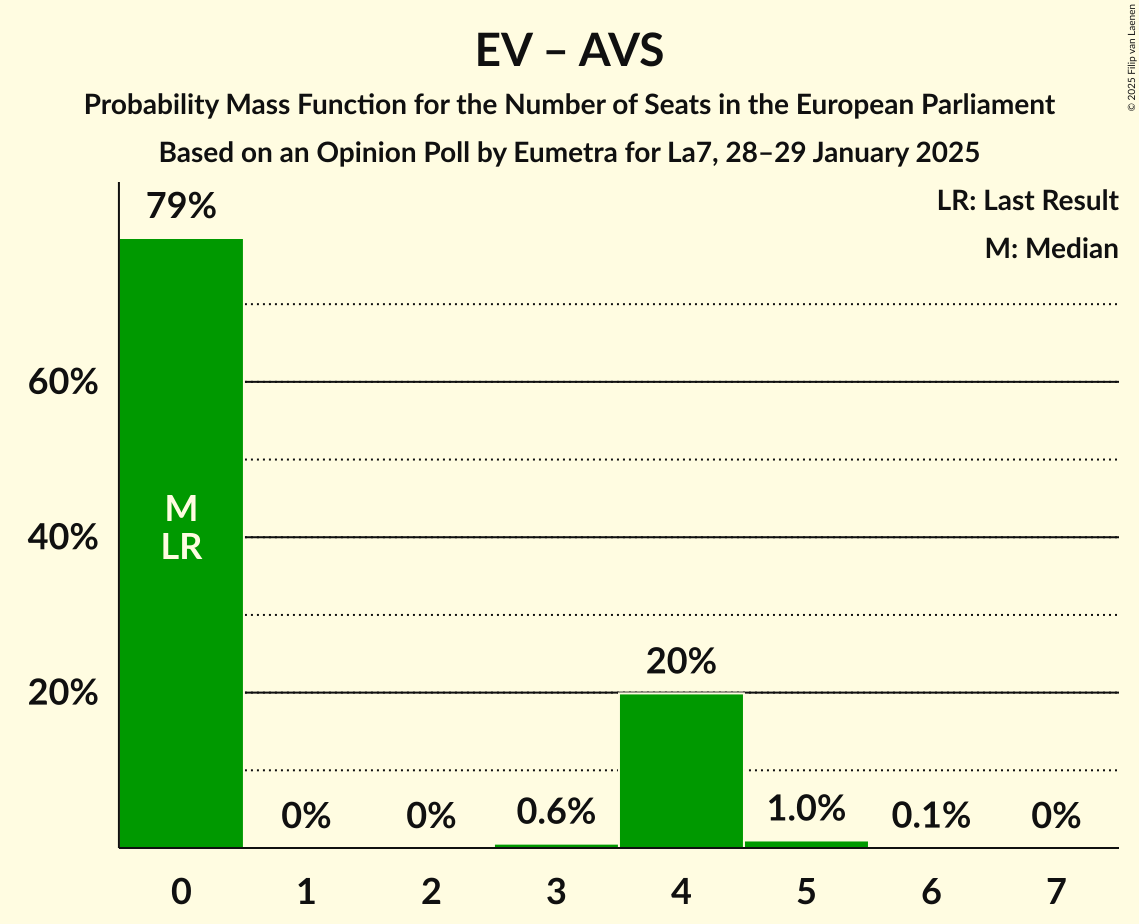 EV – AVS
Probability Mass Function for the Number of Seats in the European Parliament
Based on an Opinion Poll by Eumetra for La7, 28–29 January 2025
© 2025 Filip van Laenen
LR: Last Result
M: Median
79%
60%
40%
20%
M
LR
0%
0%
0.6%
20%
1.0%
0.1%
0%
0
1
2
3
4
5
6
7